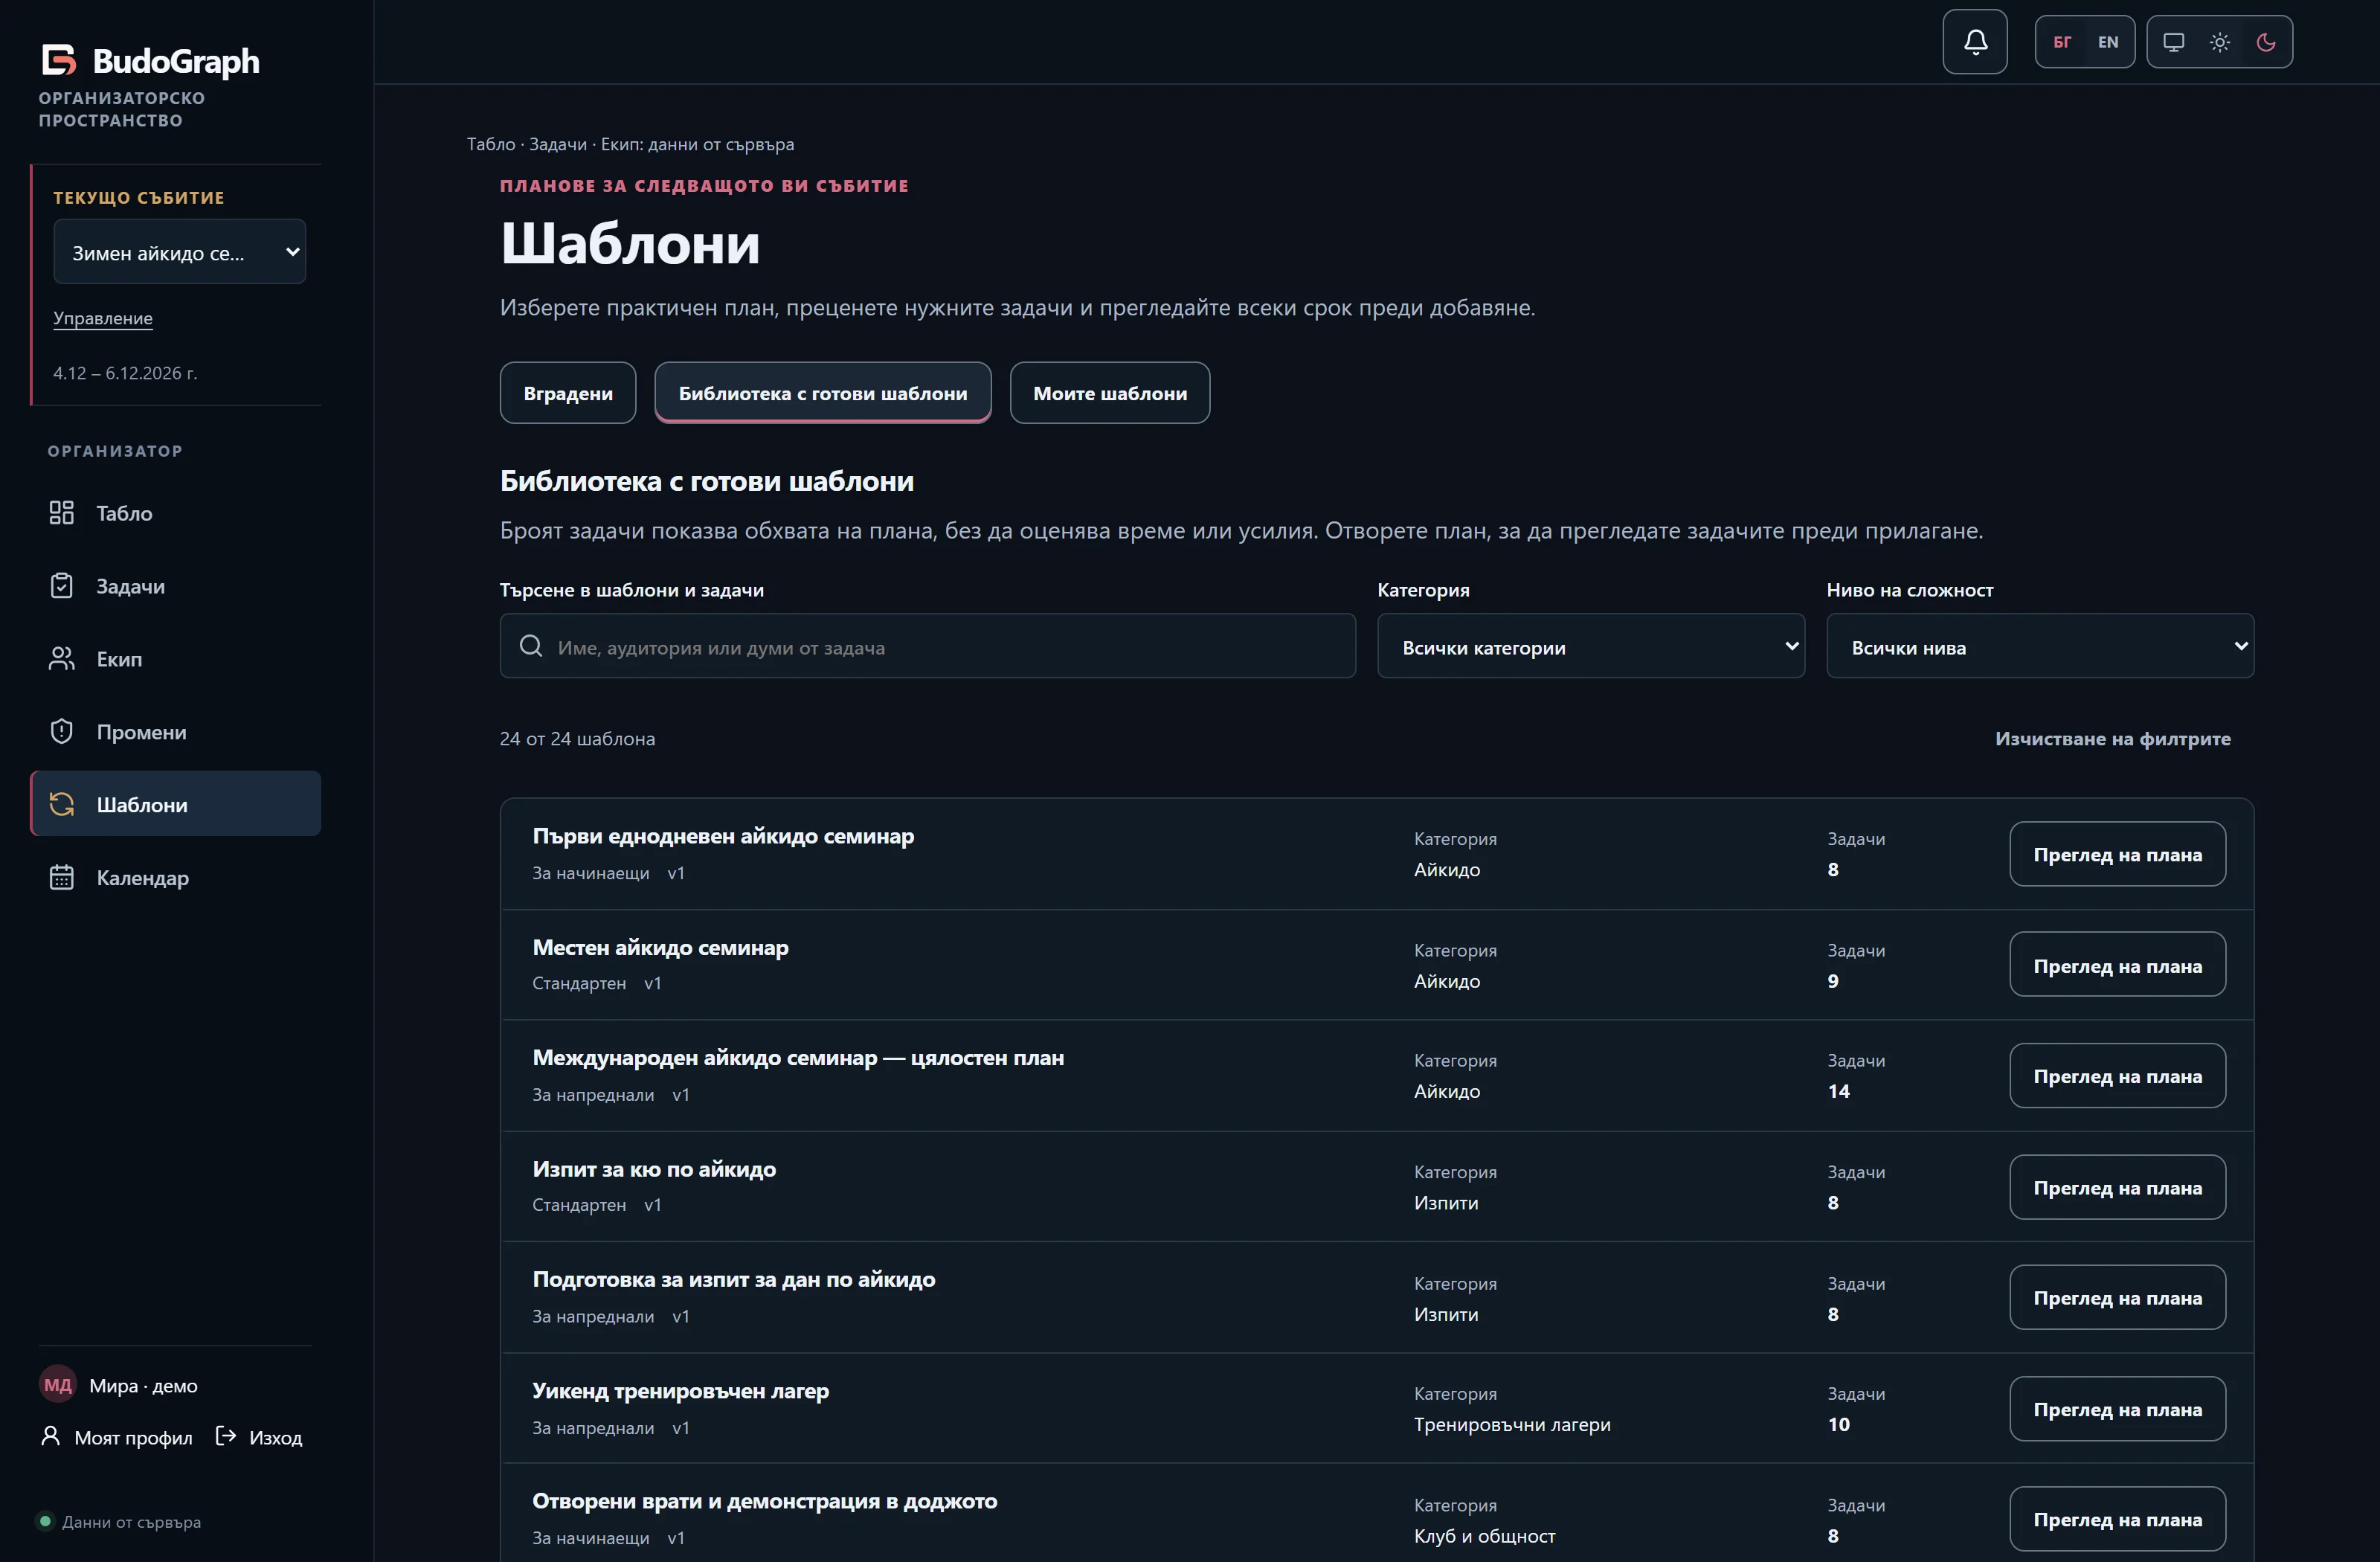 BudoGraph
ОРГАНИЗАТОРСКО
ПРОСТРАНСТВО
ТЕКУЩО СЪБИТИЕ
Зимен айкидо се...
Управление
4.12 – 6.12.2026 г.
ОРГАНИЗАТОР
Табло
Задачи
Екип
Промени
Шаблони
Календар
МД Мира · демо
Моят профил Изход
Данни от сървъра
БГ EN
Табло · Задачи · Екип: данни от сървъра
ПЛАНОВЕ ЗА СЛЕДВАЩОТО ВИ СЪБИТИЕ
Шаблони
Изберете практичен план, преценете нужните задачи и прегледайте всеки срок преди добавяне.
Вградени Библиотека с готови шаблони Моите шаблони
Библиотека с готови шаблони
Броят задачи показва обхвата на плана, без да оценява време или усилия. Отворете план, за да прегледате задачите преди прилагане.
Търсене в шаблони и задачи Категория Ниво на сложност
Име, аудитория или думи от задача Всички категории Всички нива
24 от 24 шаблона Изчистване на филтрите
Първи еднодневен айкидо семинар Категория Задачи Преглед на плана
За начинаещи v1 Айкидо 8
Местен айкидо семинар Категория Задачи Преглед на плана
Стандартен v1 Айкидо 9
Международен айкидо семинар — цялостен план Категория Задачи Преглед на плана
За напреднали v1 Айкидо 14
Изпит за кю по айкидо Категория Задачи Преглед на плана
Стандартен v1 Изпити 8
Подготовка за изпит за дан по айкидо Категория Задачи Преглед на плана
За напреднали v1 Изпити 8
Уикенд тренировъчен лагер Категория Задачи Преглед на плана
За напреднали v1 Тренировъчни лагери 10
Отворени врати и демонстрация в доджото Категория Задачи Преглед на плана
За начинаещи v1 Клуб и общност 8